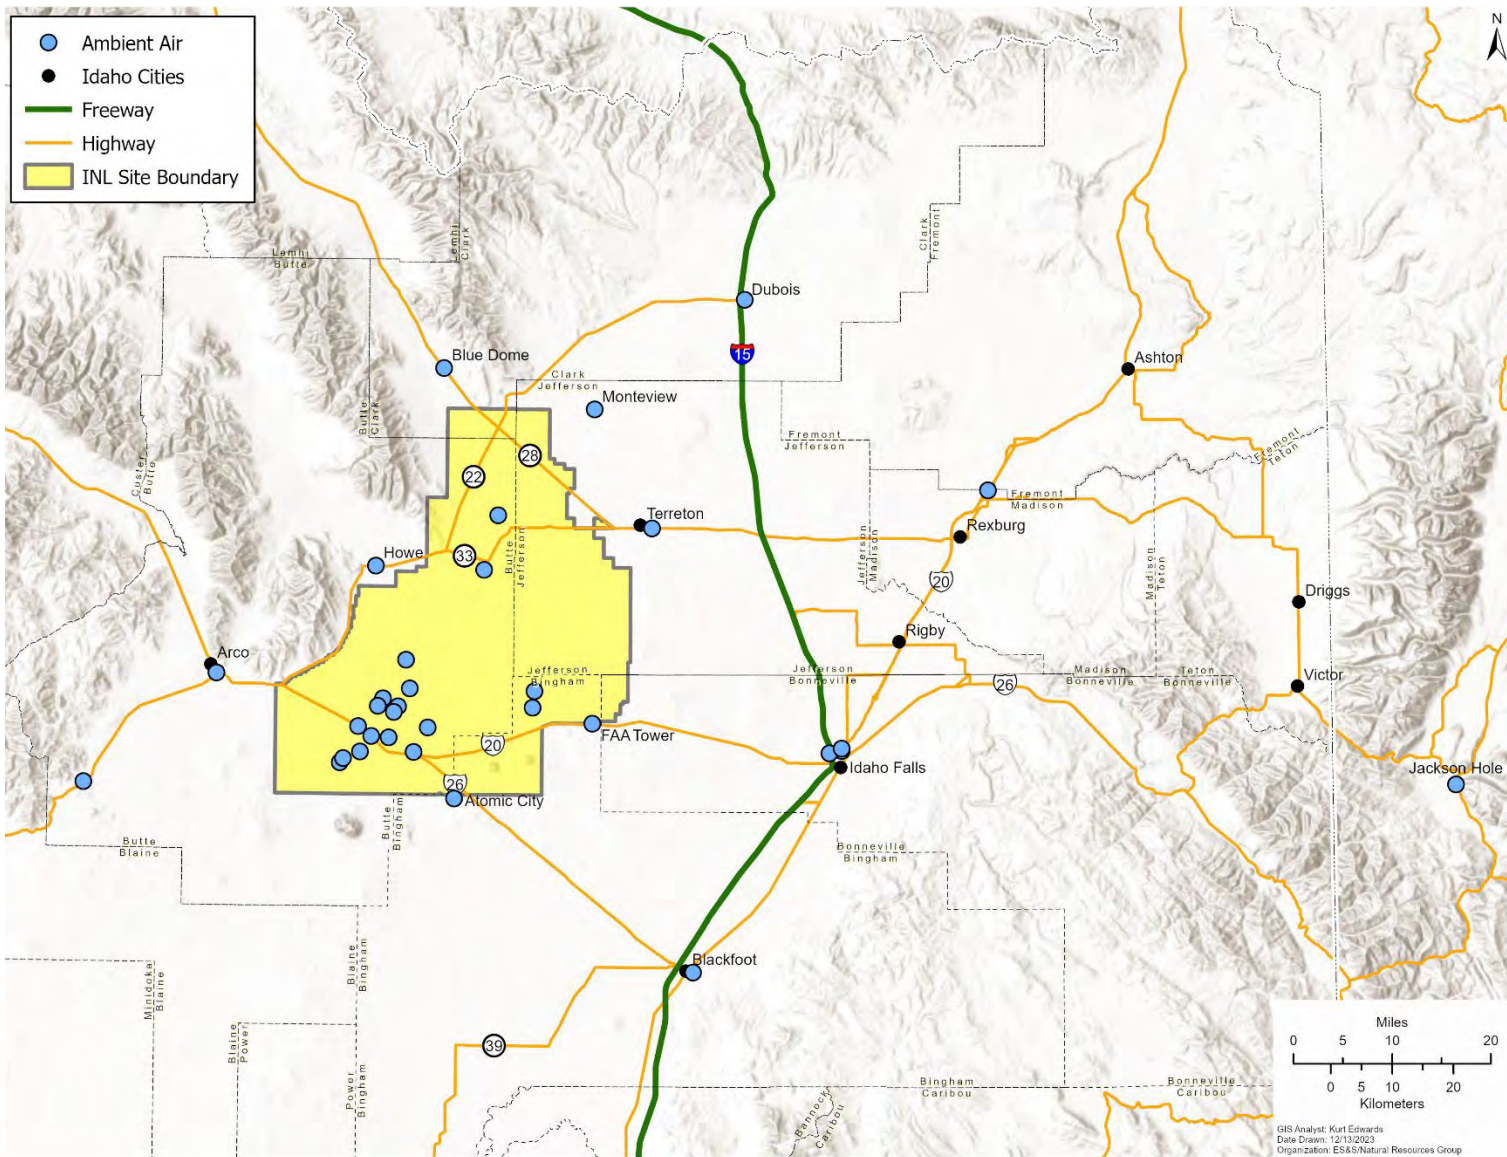 Ambient Air
Idaho Cities
Freeway
Highway
INL Site Boundary
N
Lemhi
Butte
Lemhi
Clark
Clark
Fremont
Dubois
15
Blue Dome
Clark
Jefferson
Monteview
Butte
Clark
Ashton
Custer
Butte
Fremont
Jefferson
Fremont
Teton
28
22
Fremont
Madison
Terreton
Rexburg
Howe
33
Butte
Jefferson
Jefferson
Madison
Madison
Teton
20
Driggs
Rigby
Arco
Jefferson
Bingham
Jefferson
Bonneville
Madison
Bonneville
Teton
Bonneville
Victor
26
FAA Tower
20
Idaho Falls
Jackson Hole
26
Atomic City
Butte
Bingham
Butte
Blaine
Bonneville
Bingham
Blackfoot
Blaine
Bingham
Minidoka
Blaine
Blaine
Power
39
Power
Bingham
Bannock
Caribou
Bingham
Caribou
Bonneville
Caribou
Miles
0 5 10 20
0 5 10 20
Kilometers
GIS Analyst: Kurt Edwards
Date Drawn: 12/13/2023
Organization: ES&S/Natural Resources Group